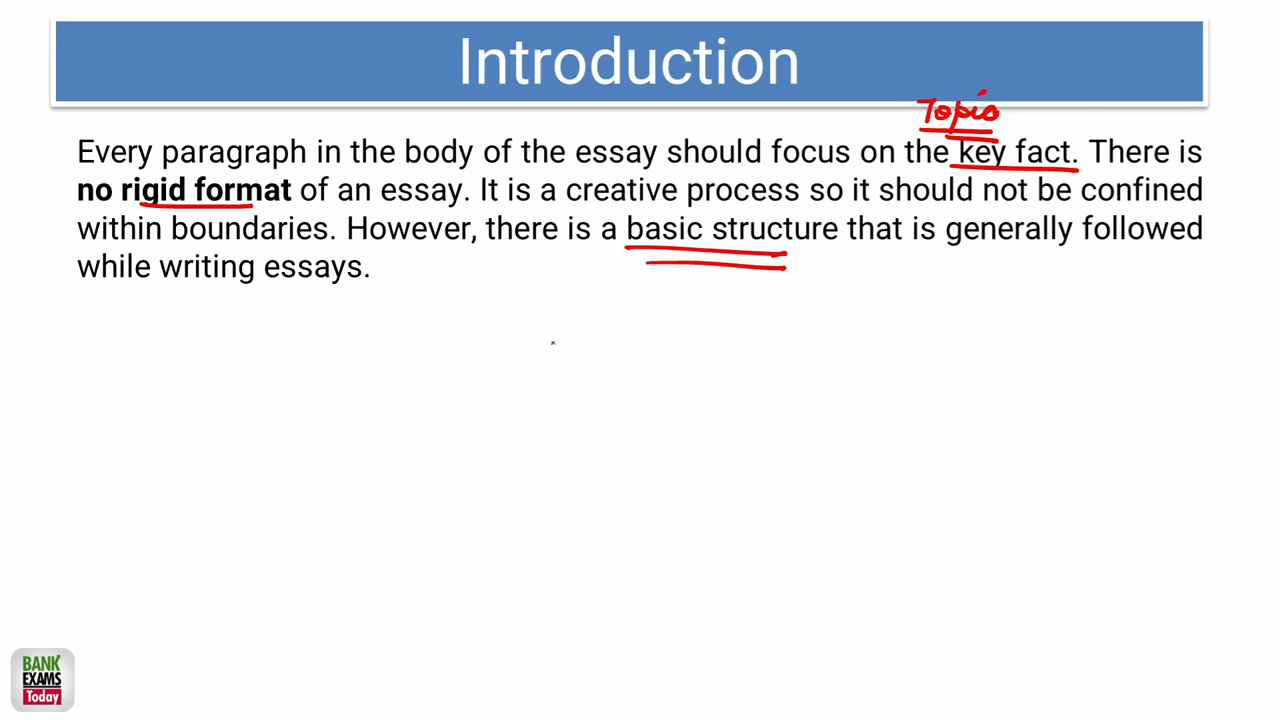 Introduction
Topic
Every paragraph in the body of the essay should focus on the key fact. There is
no rigid format of an essay. It is a creative process so it should not be confined
within boundaries. However, there is a basic structure that is generally followed
while writing essays.
BANK
EXAMS
Today